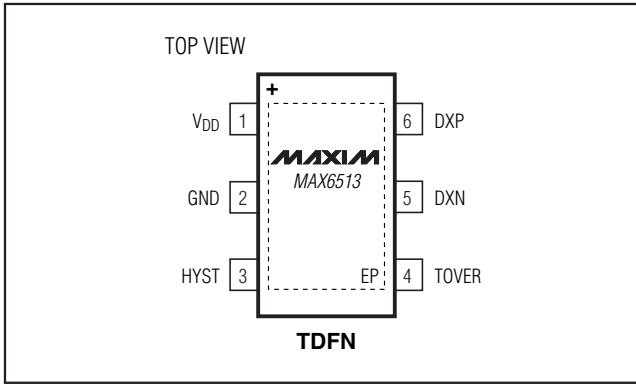 TOP VIEW
+
VDD 1
6 DXP
MAXIM
MAX6513
GND 2
5 DXN
HYST 3
EP
4 TOVER
TDFN